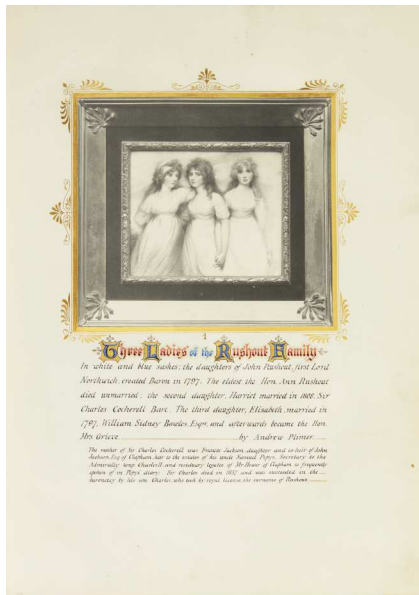 1
Three Ladies of the Rushout Family
In white and blue sashes; the daughters of John Rushout, first Lord
Northwick created Baron in 1797. The eldest the Hon. Ann Rushout
died unmarried; the second daughter, Harriet married in 1808, Sir
Charles Cockerell Bart. The third daughter, Elizabeth, married in
1797, William Sidney Bowles, Esqre. and afterwards became the Hon.
Mrs. Grieve by Andrew Plimer
The mother of Sir Charles Cockerell was Frances Jackson, daughter and co-heir of John
Jackson, Esq. of Clapham, heir to the estates of his uncle Samuel Pepys, Secretary to the
Admiralty temp. Charles II. and residuary legatee of Mr. Hewer of Clapham so frequently
spoken of in Pepys' diary. Sir Charles died in 1837 and was succeeded in the
baronetcy by his son Charles, who took by royal license the surname of Rushout.